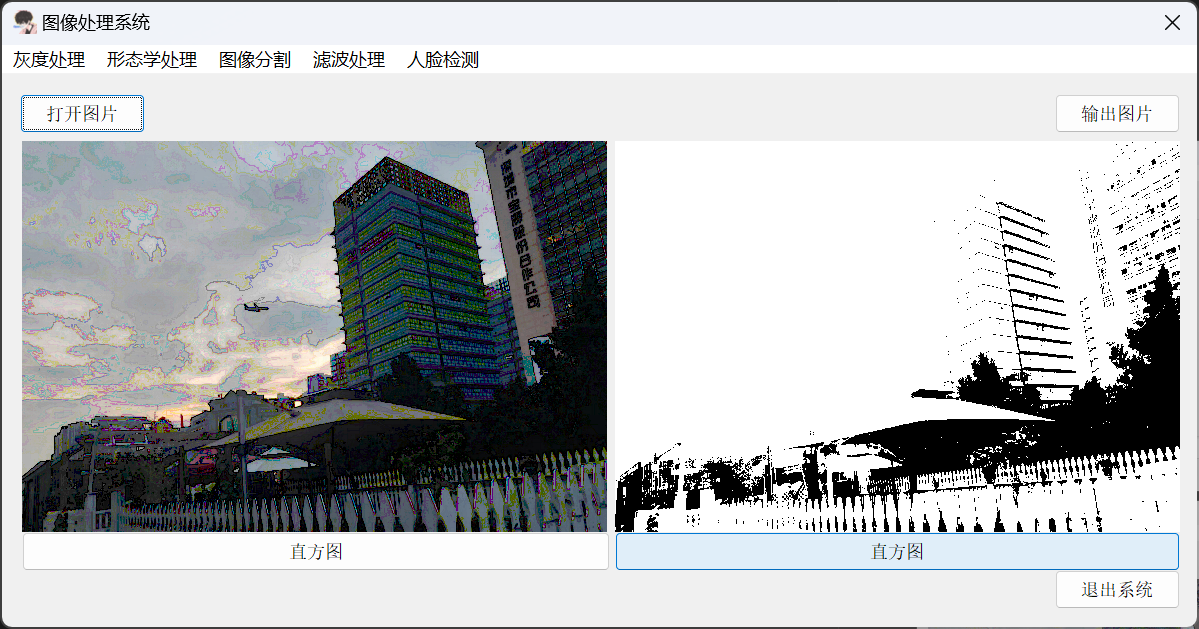 图像处理系统
灰度处理 形态学处理 图像分割 滤波处理 人脸检测
打开图片
输出图片
直方图
直方图
退出系统